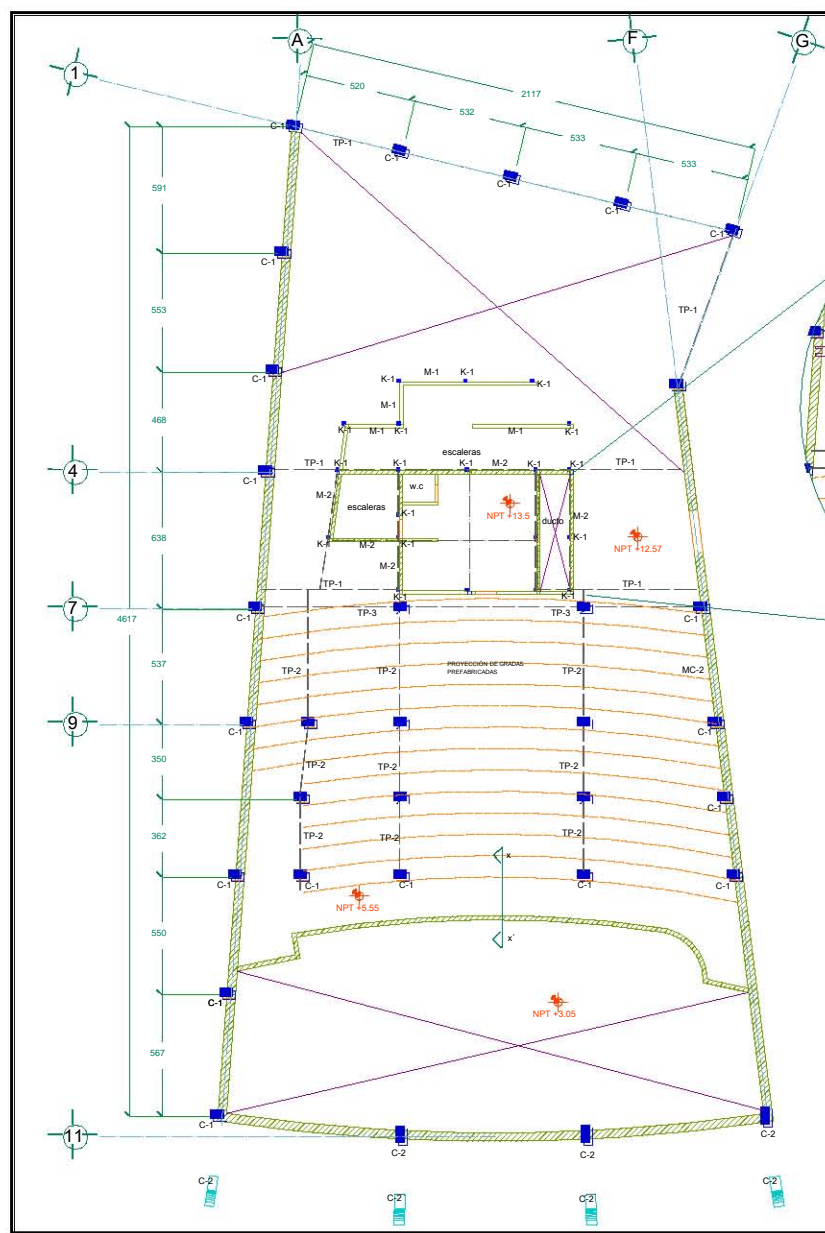 A
F
G
1
520
2117
532
533
533
C-1
TP-1
C-1
C-1
C-1
C-1
591
C-1
553
TP-1
C-1
468
K-1
M-1
K-1
K-1
M-1
K-1
M-1
K-1
M-1
K-1
escaleras
4
TP-1
K-1
K-1
K-1
M-2
K-1
K-1
TP-1
C-1
w.c
M-2
escaleras
K-1
NPT +13.5
ducto
M-2
638
K-1
M-2
K-1
K-1
NPT +12.57
M-2
TP-1
K-1
K-1
TP-1
7
C-1
TP-3
TP-3
C-1
4617
537
TP-2
TP-2
PROYECCIÓN DE GRADAS
PREFABRICADAS
TP-2
MC-2
9
C-1
C-1
350
TP-2
TP-2
TP-2
C-1
362
TP-2
TP-2
TP-2
x
C-1
C-1
C-1
C-1
C-1
NPT +5.55
550
x´
C-1
NPT +3.05
567
C-1
11
C-2
C-2
C-2
C-2
C-2
C-2
C-2